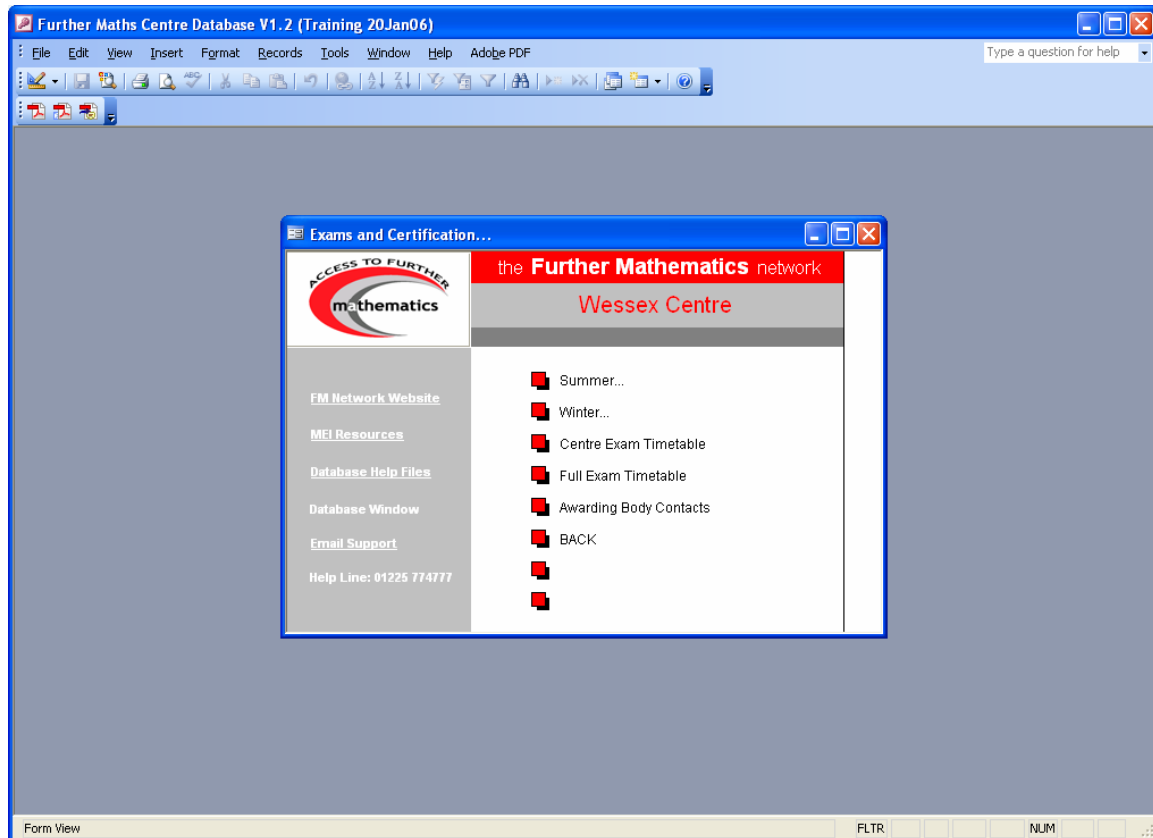 Further Maths Centre Database V1.2 (Training 20Jan06)
File Edit View Insert Format Records Tools Window Help Adobe PDF Type a question for help
Exams and Certification...
ACCESS TO FURTHER
mathematics
the Further Mathematics network
Wessex Centre
FM Network Website
MEI Resources
Database Help Files
Database Window
Email Support
Help Line: 01225 774777
Summer...
Winter...
Centre Exam Timetable
Full Exam Timetable
Awarding Body Contacts
BACK
Form View FLTR NUM